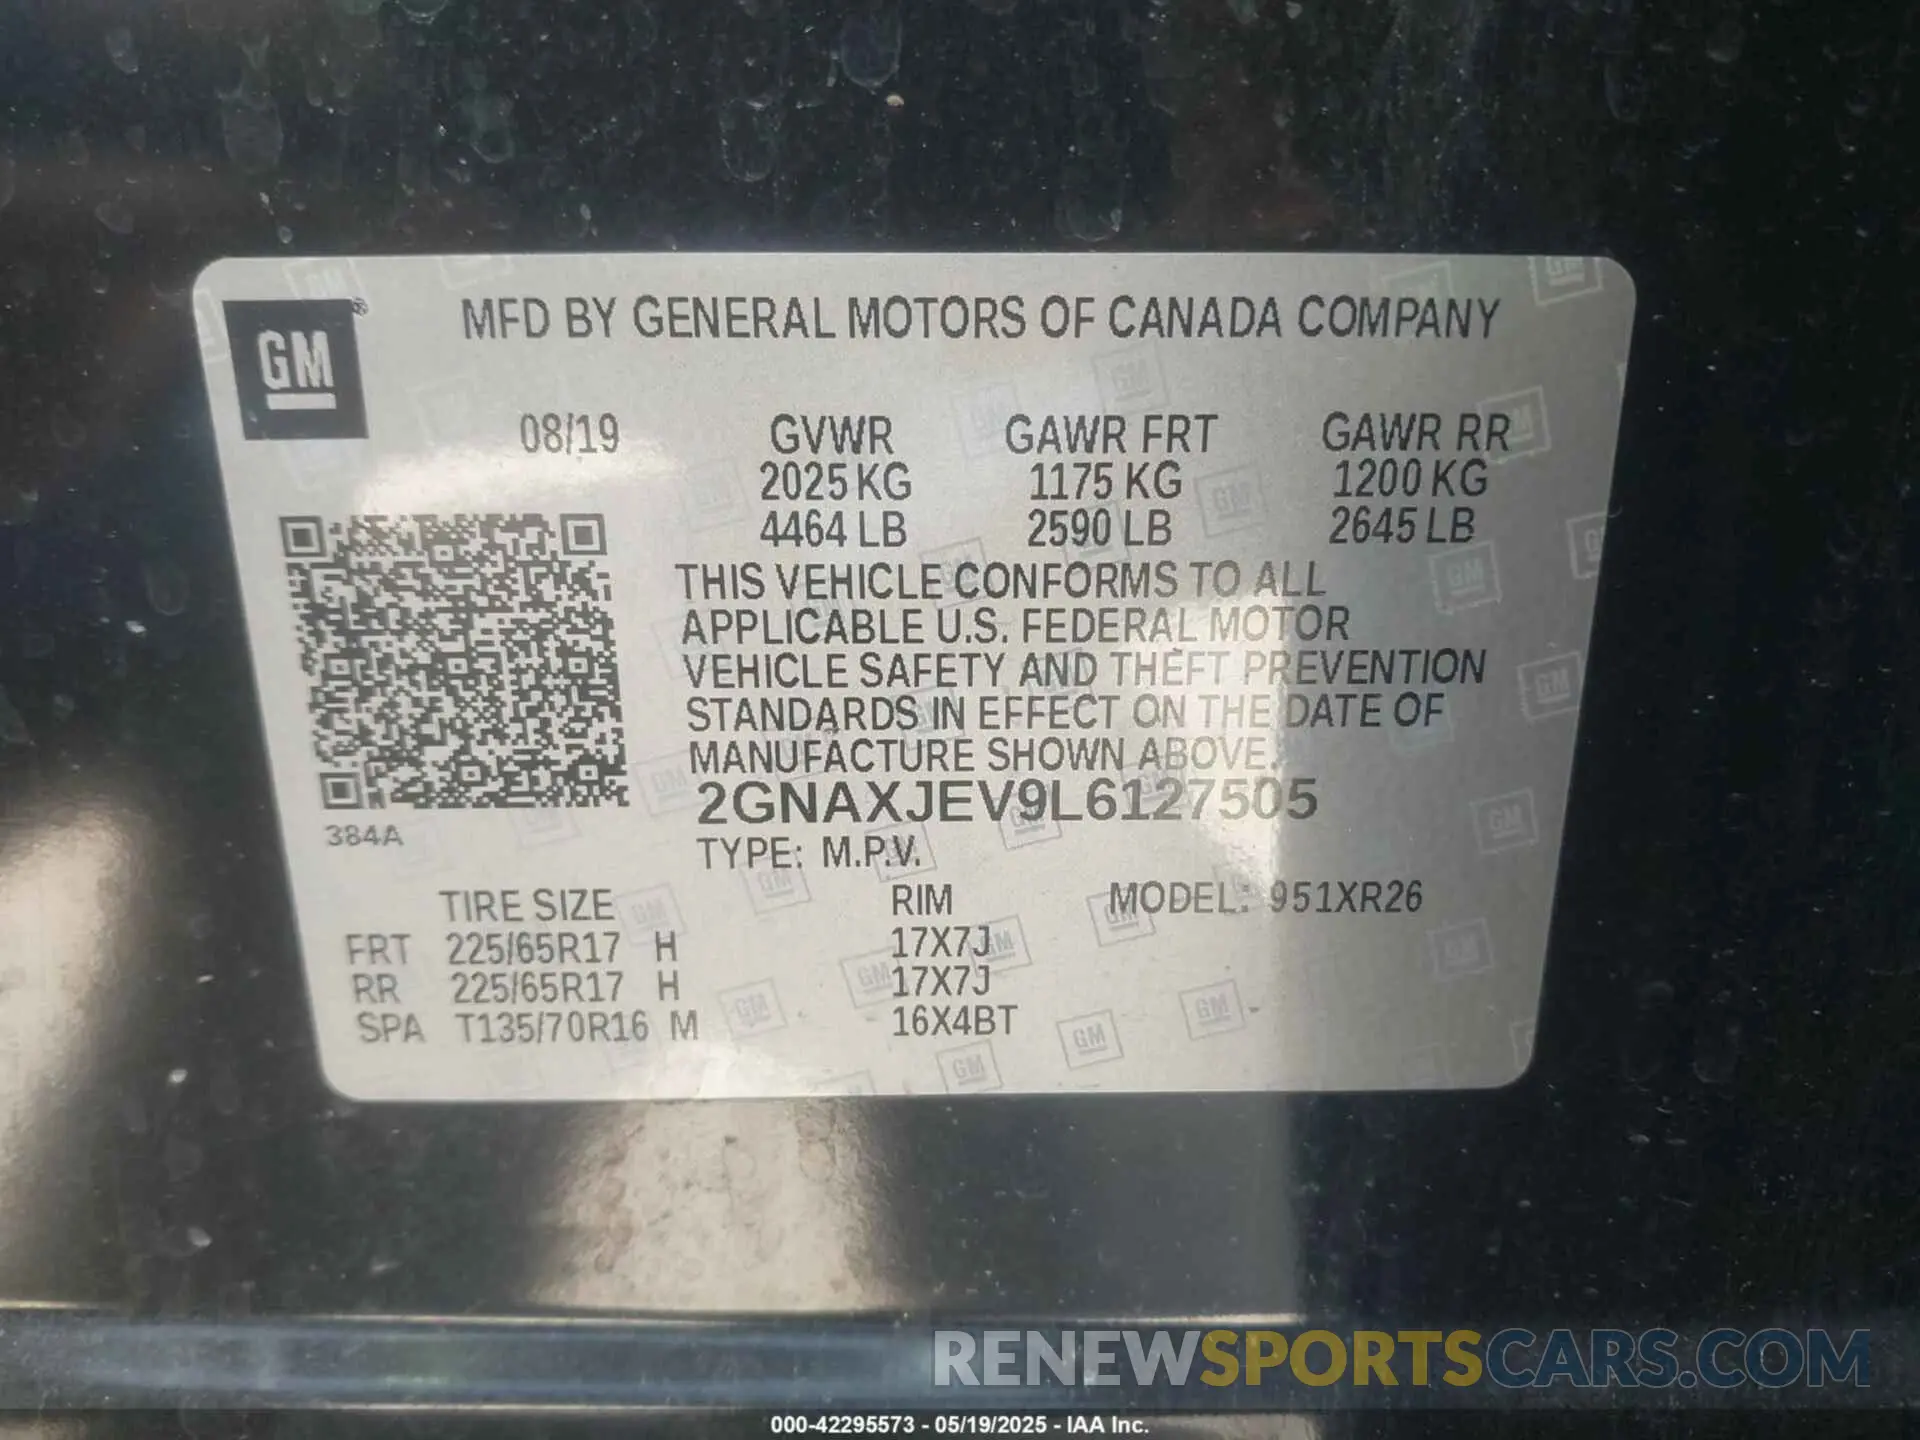 GM®
MFD BY GENERAL MOTORS OF CANADA COMPANY
08/19 GVWR GAWR FRT GAWR RR
2025 KG 1175 KG 1200 KG
4464 LB 2590 LB 2645 LB
THIS VEHICLE CONFORMS TO ALL
APPLICABLE U.S. FEDERAL MOTOR
VEHICLE SAFETY AND THEFT PREVENTION
STANDARDS IN EFFECT ON THE DATE OF
MANUFACTURE SHOWN ABOVE.
2GNAXJEV9L6127505
384A
TYPE: M.P.V.
TIRE SIZE RIM MODEL: 951XR26
FRT 225/65R17 H 17X7J
RR 225/65R17 H 17X7J
SPA T135/70R16 M 16X4BT
RENEWSPORTSCARS.COM
000-42295573 - 05/19/2025 - IAA Inc.